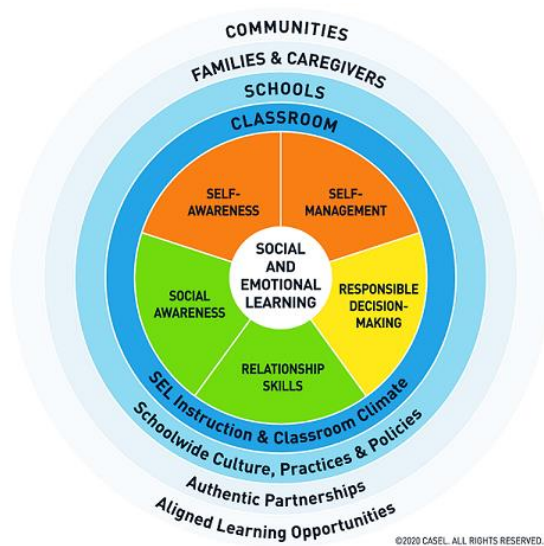 COMMUNITIES
FAMILIES & CAREGIVERS
SCHOOLS
CLASSROOM
SELF-
AWARENESS
SELF-
MANAGEMENT
SOCIAL
AND
EMOTIONAL
LEARNING
SOCIAL
AWARENESS
RESPONSIBLE
DECISION-
MAKING
RELATIONSHIP
SKILLS
SEL Instruction & Classroom Climate
Schoolwide Culture, Practices & Policies
Authentic Partnerships
Aligned Learning Opportunities
©2020 CASEL. ALL RIGHTS RESERVED.